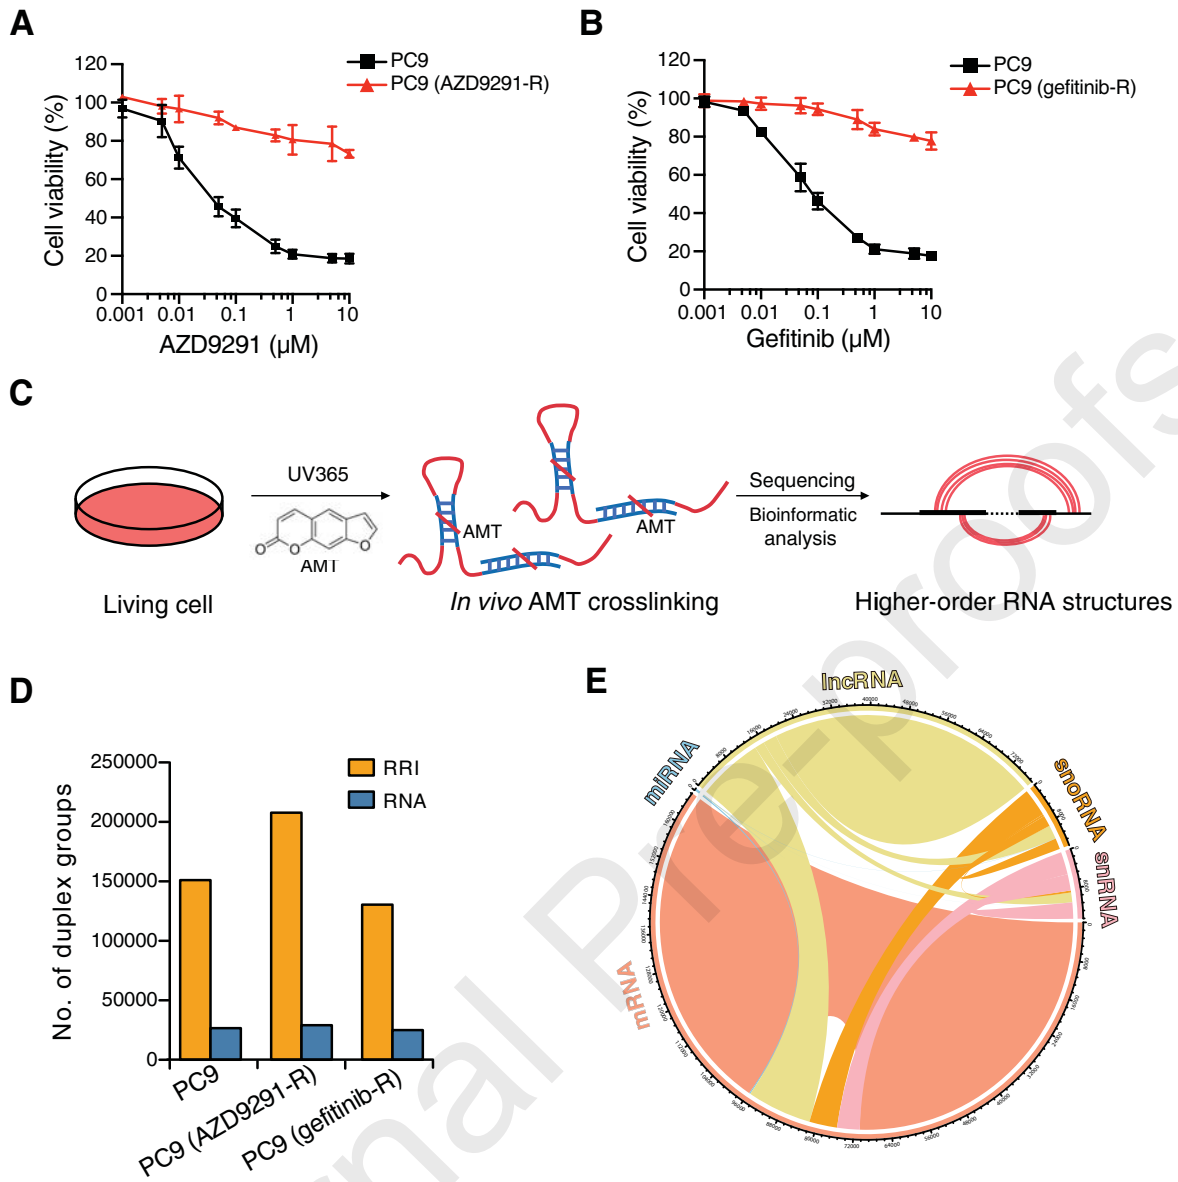 A
120
100
80
60
40
20
0
Cell viability (%)
0.001 0.01 0.1 1 10
AZD9291 (µM)
PC9
PC9 (AZD9291-R)
B
120
100
80
60
40
20
0
Cell viability (%)
0.001 0.01 0.1 1 10
Gefitinib (µM)
PC9
PC9 (gefitinib-R)
C
UV365
O
O
O
AMT
AMT
AMT
Sequencing
Bioinformatic
analysis
Living cell
In vivo AMT crosslinking
Higher-order RNA structures
D
250000
200000
150000
100000
50000
0
No. of duplex groups
RRI
RNA
PC9
PC9 (AZD9291-R)
PC9 (gefitinib-R)
E
lncRNA
miRNA
snoRNA
snRNA
mRNA
Journal Pre-proofs